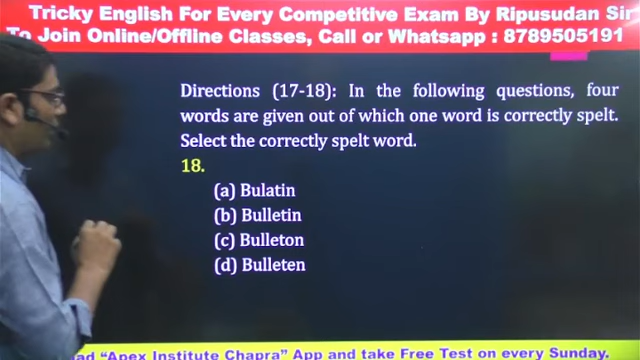 Tricky English For Every Competitive Exam By Ripusudan Sir
To Join Online/Offline Classes, Call or Whatsapp : 8789505191
Directions (17-18): In the following questions, four
words are given out of which one word is correctly spelt.
Select the correctly spelt word.
18.
(a) Bulatin
(b) Bulletin
(c) Bulleton
(d) Bulleten
"Apex Institute Chapra" App and take Free Test on every Sunday.